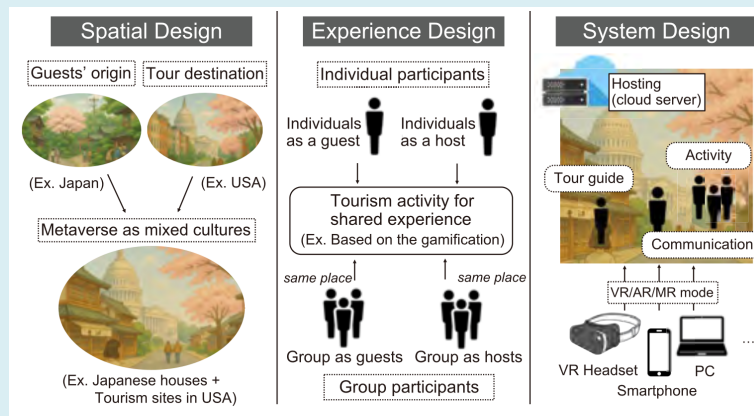 Spatial Design
Guests' origin
Tour destination
(Ex. Japan)
(Ex. USA)
Metaverse as mixed cultures
(Ex. Japanese houses +
Tourism sites in USA)
Experience Design
Individual participants
Individuals
as a guest
Individuals
as a host
Tourism activity for
shared experience
(Ex. Based on the gamification)
same place
same place
Group as guests
Group as hosts
Group participants
System Design
Hosting
(cloud server)
Activity
Tour guide
Communication
VR/AR/MR mode
VR Headset
Smartphone
PC
...